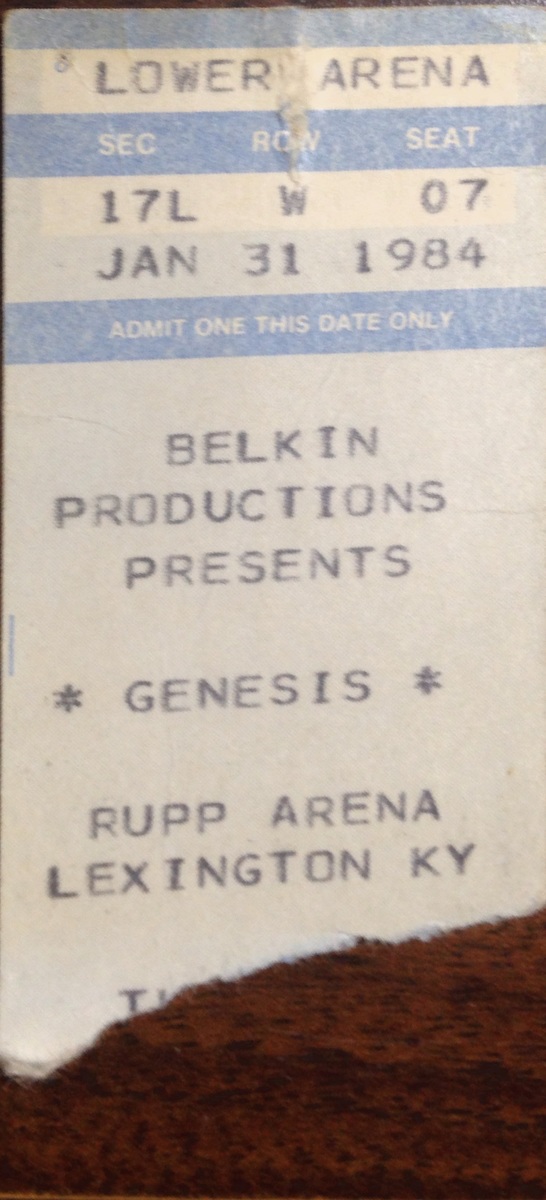 LOWER ARENA
SEC ROW SEAT
17L W 07
JAN 31 1984
ADMIT ONE THIS DATE ONLY
BELKIN
PRODUCTIONS
PRESENTS
* GENESIS *
RUPP ARENA
LEXINGTON KY